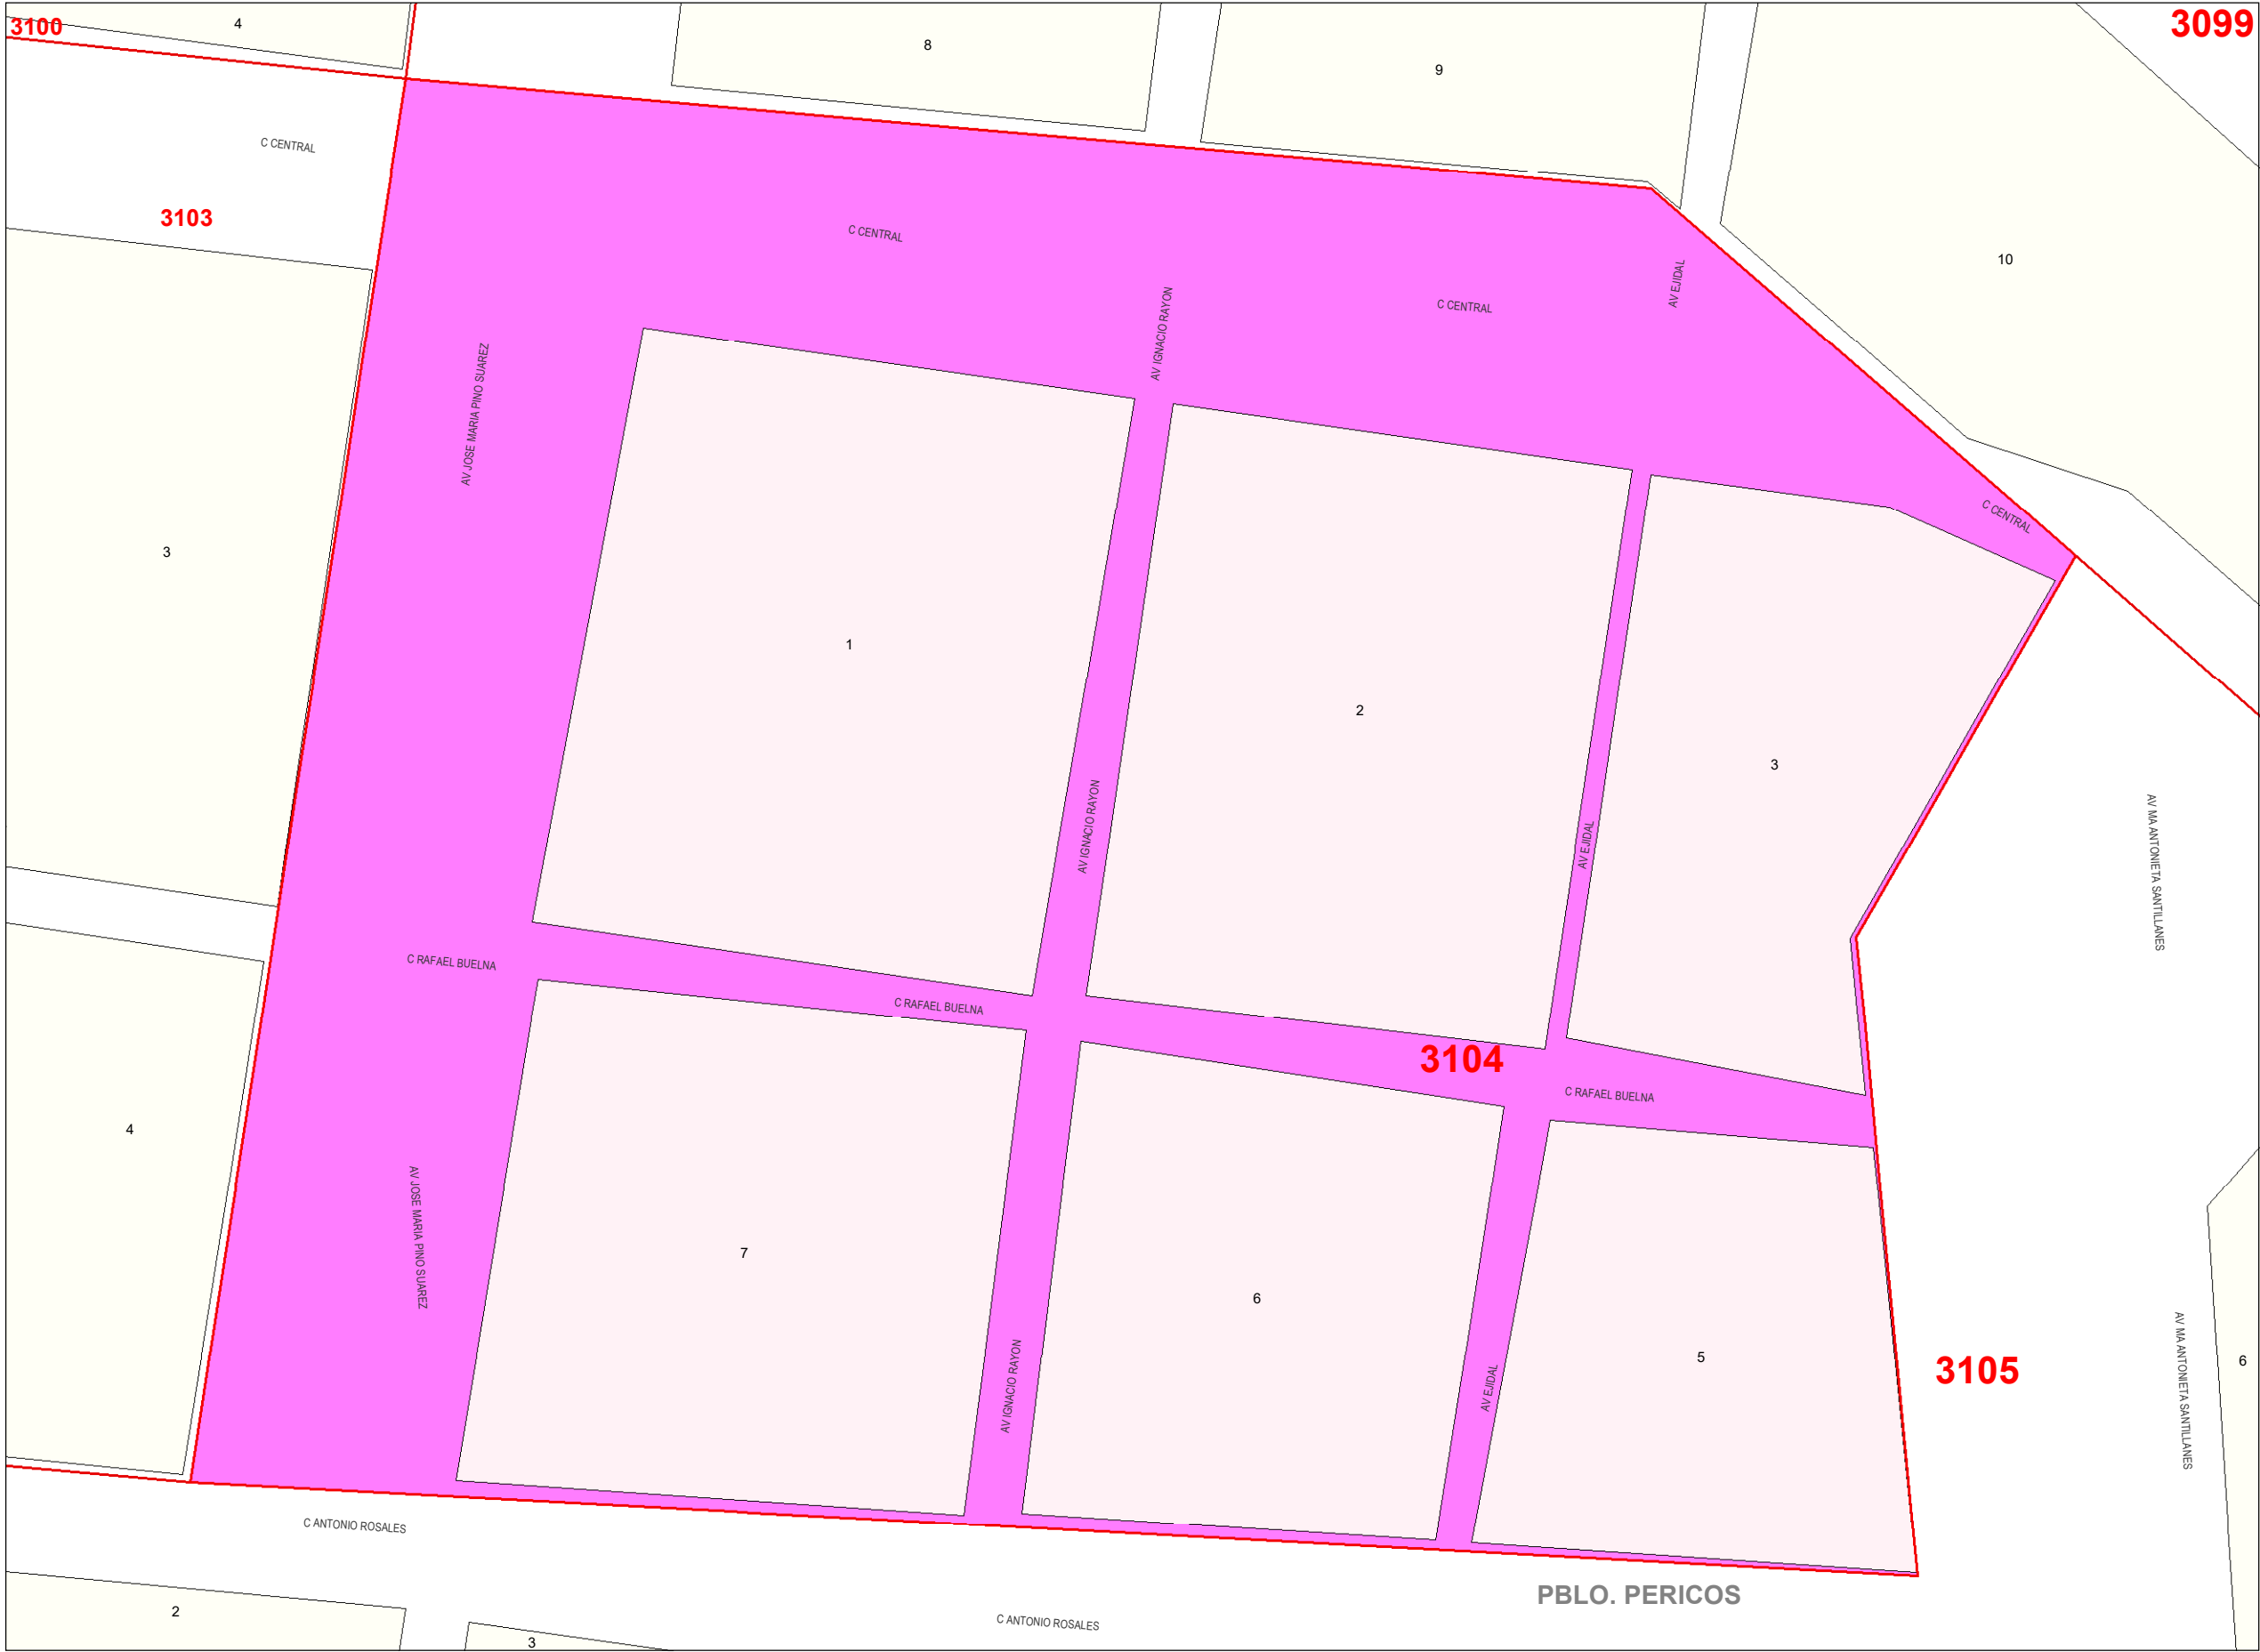 4
3100
8
3099
9
C CENTRAL
3103
C CENTRAL
10
AV EJIDAL
C CENTRAL
AV IGNACIO RAYON
AV JOSE MARIA PINO SUAREZ
C CENTRAL
3
1
2
3
AV IGNACIO RAYON
AV EJIDAL
AV MA ANTONIETA SANTILLANES
C RAFAEL BUELNA
C RAFAEL BUELNA
3104
C RAFAEL BUELNA
4
AV JOSE MARIA PINO SUAREZ
7
6
5
3105
6
AV IGNACIO RAYON
AV EJIDAL
AV MA ANTONIETA SANTILLANES
C ANTONIO ROSALES
PBLO. PERICOS
2
C ANTONIO ROSALES
3